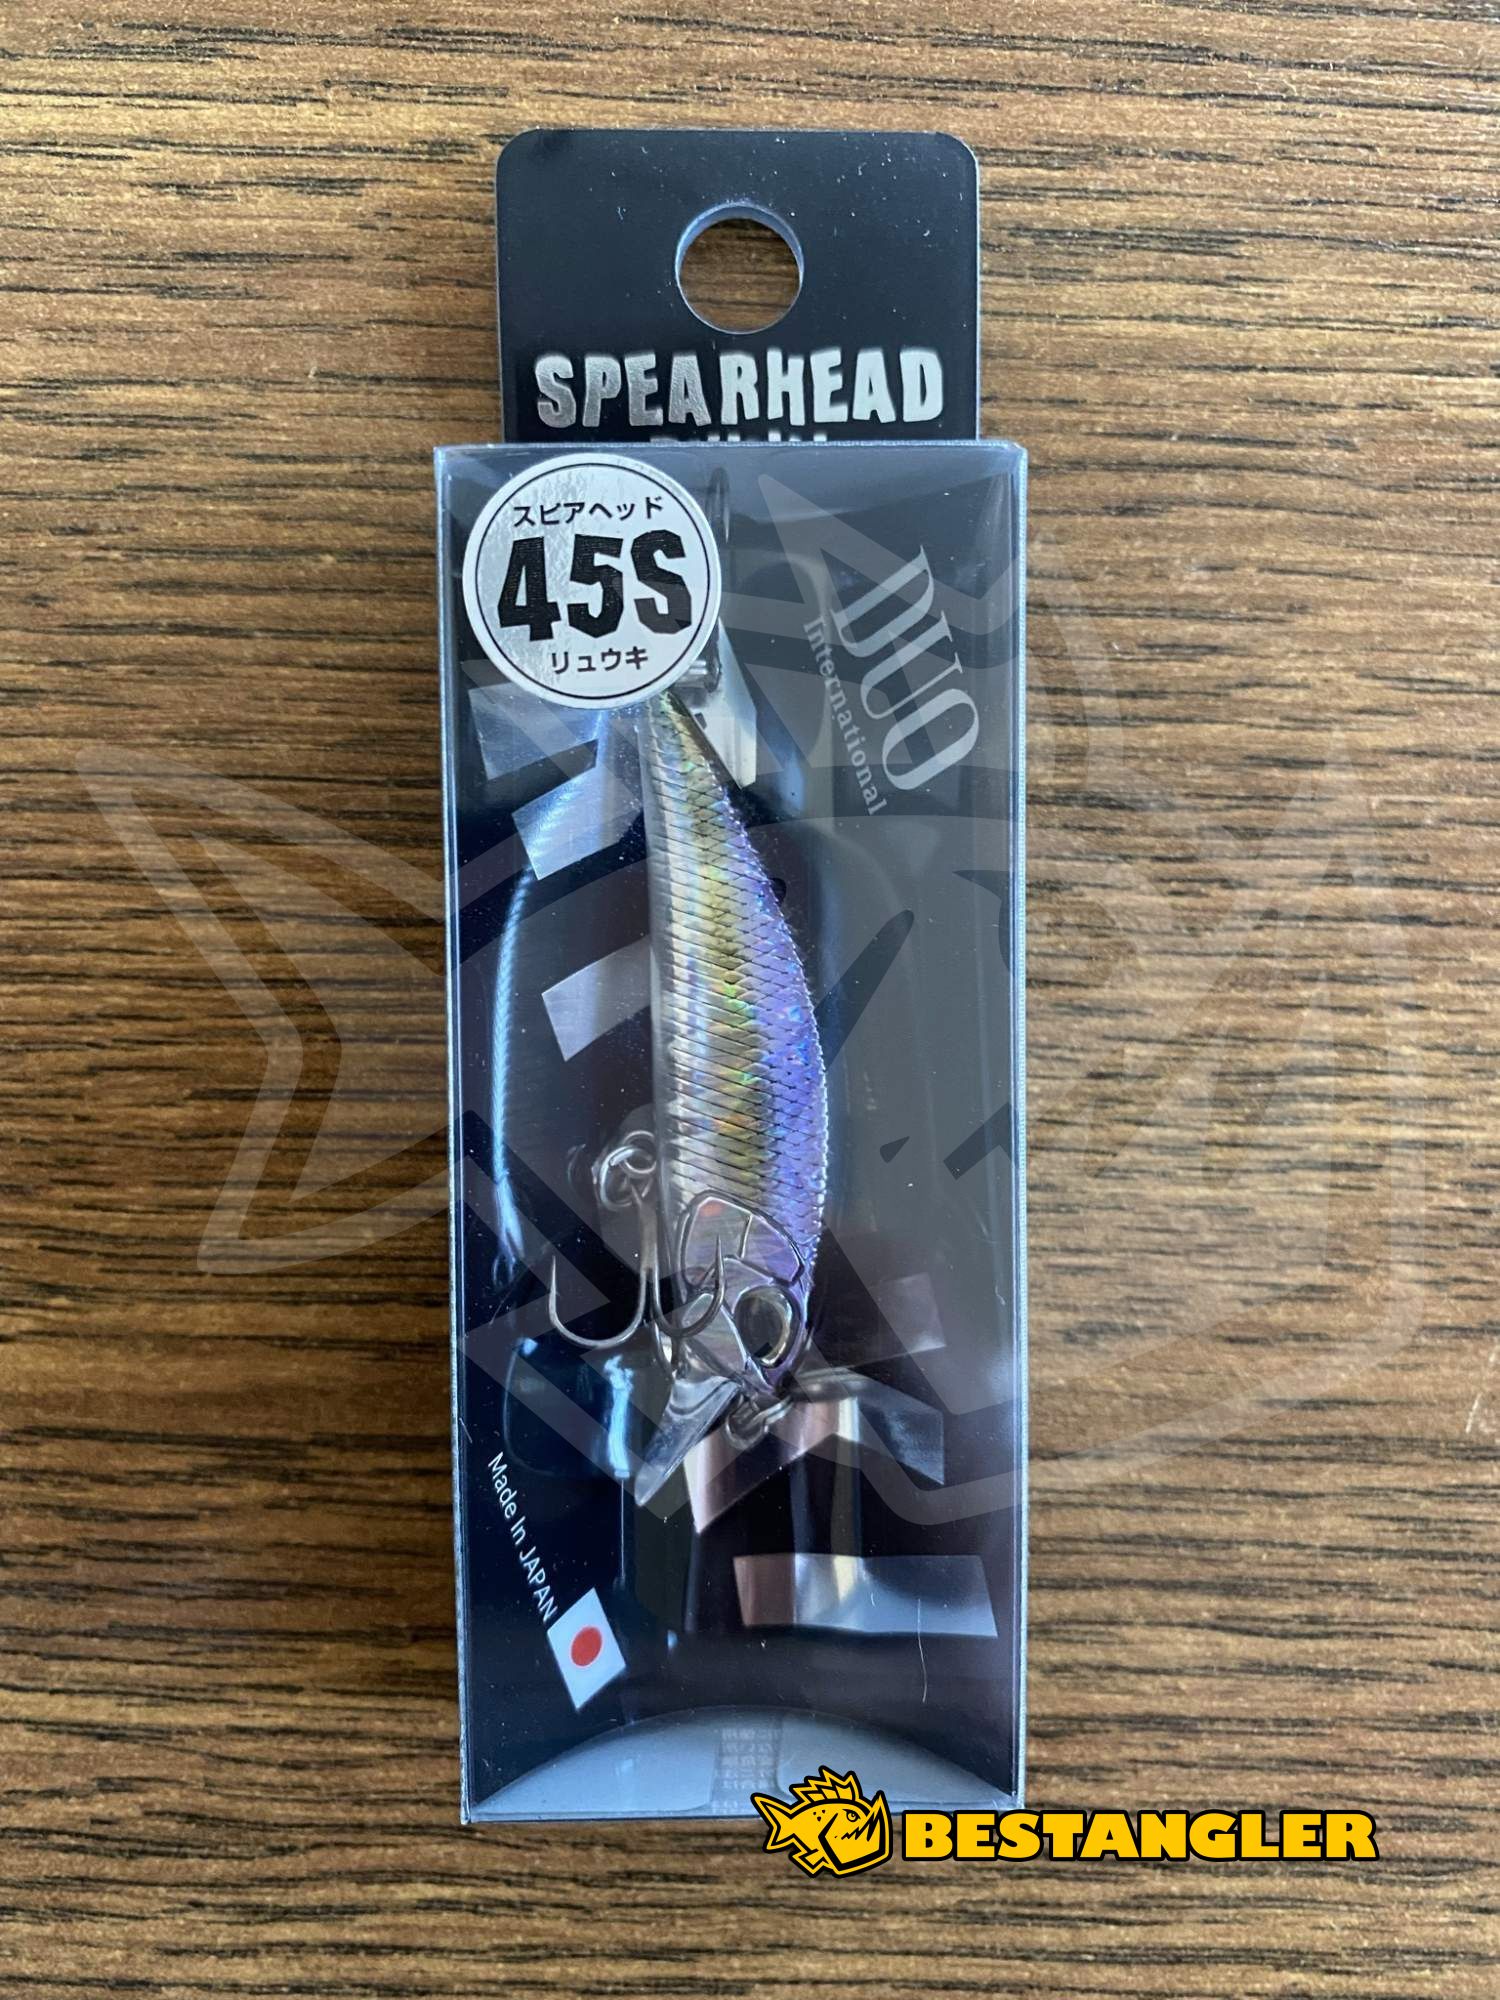 SPEARHEAD
スピアヘッド
45S
リュウキ
DUO
International
Made In JAPAN
BESTANGLER